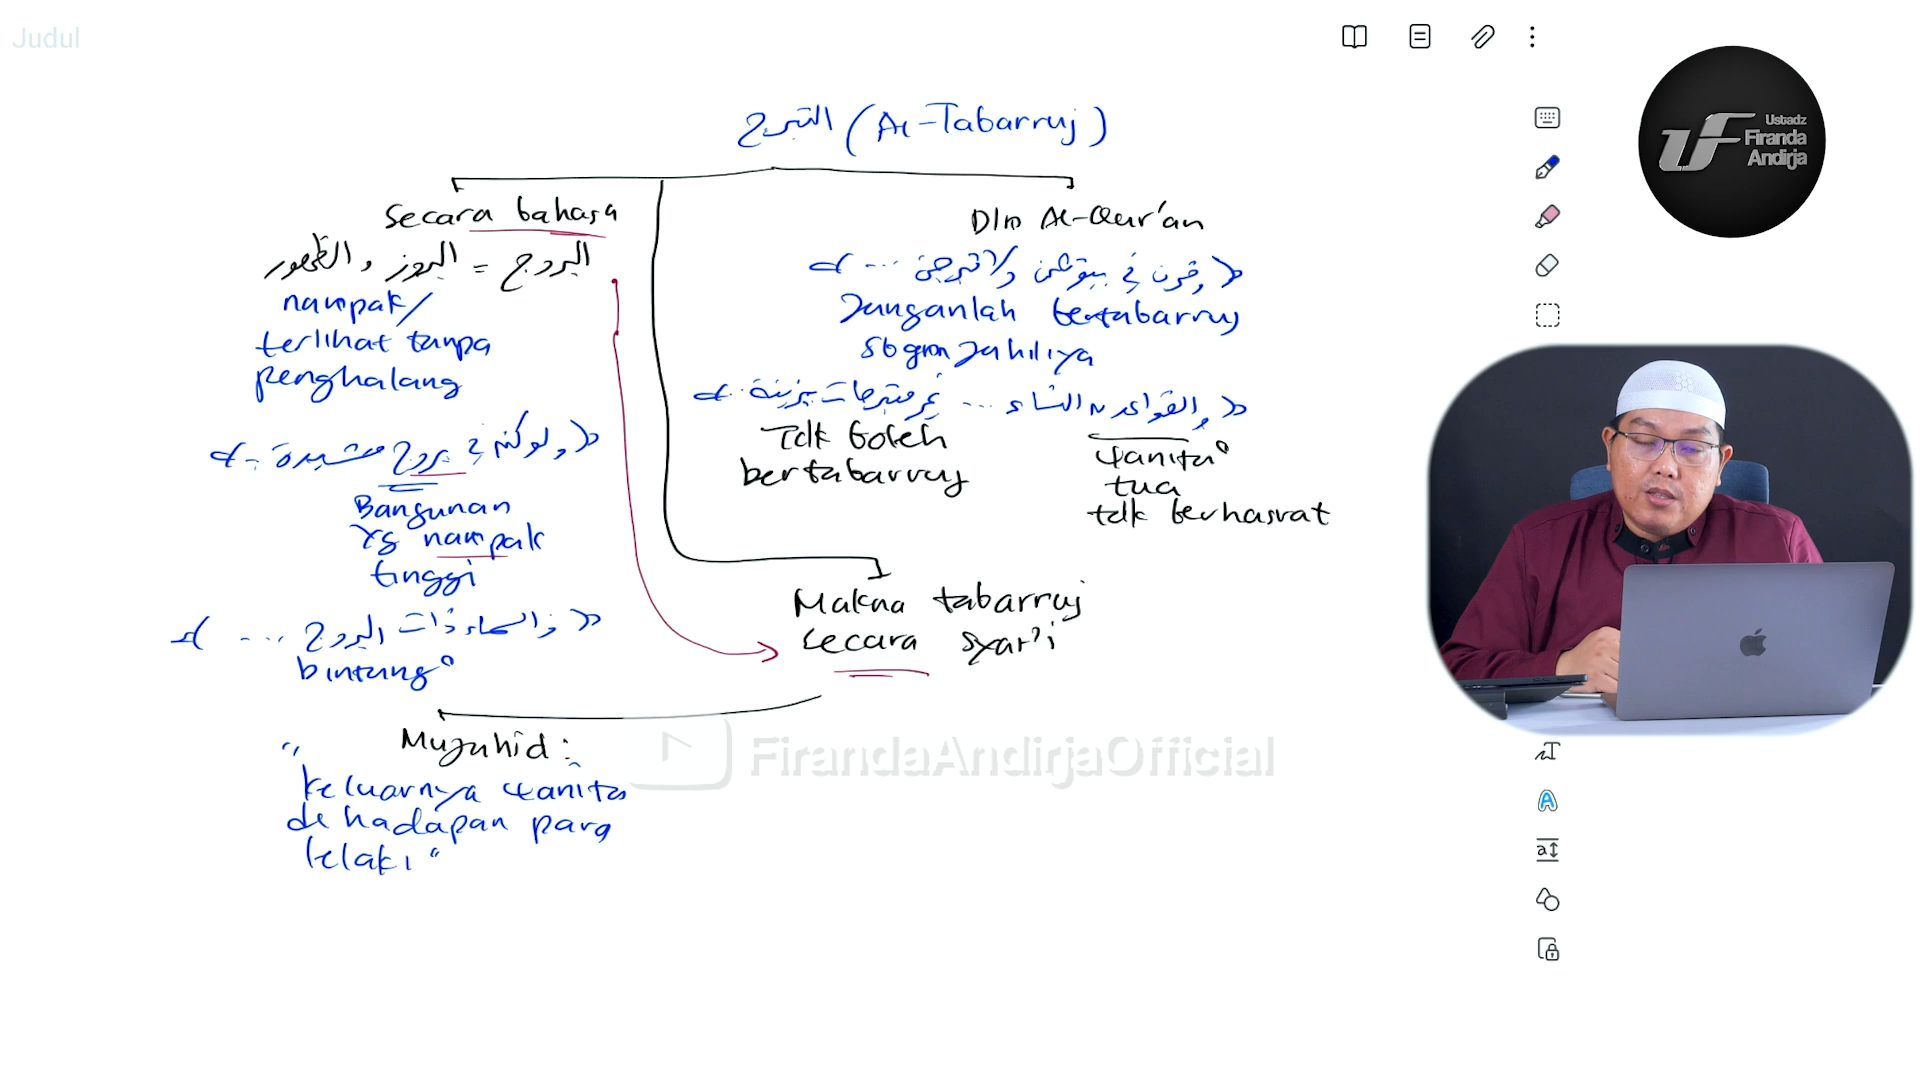 Judul
Ustadz
Firanda
Andirja
التبرج (At-Tabarruj)
Secara bahasa
البروج = البروز و الظهور
nampak/
terlihat tanpa
penghalang
ولو كنتم في بروج مشيدة
Bangunan
Yg nampak
tinggi
والسماء ذات البروج ...
bintang²
Dlm Al-Qur'an
وقرن في بيوتكن ولا تبرجن ...
Janganlah bertabarruj
sbgmn Jahiliya
والقواعد من النساء ... غير متبرجات بزينة
Tdk boleh
bertabarruj
wanita²
tua
tdk berhasrat
Makna tabarruj
secara syar'i
Mujahid :
"keluarnya wanita
di hadapan para
lelaki"
FirandaAndirjaOfficial